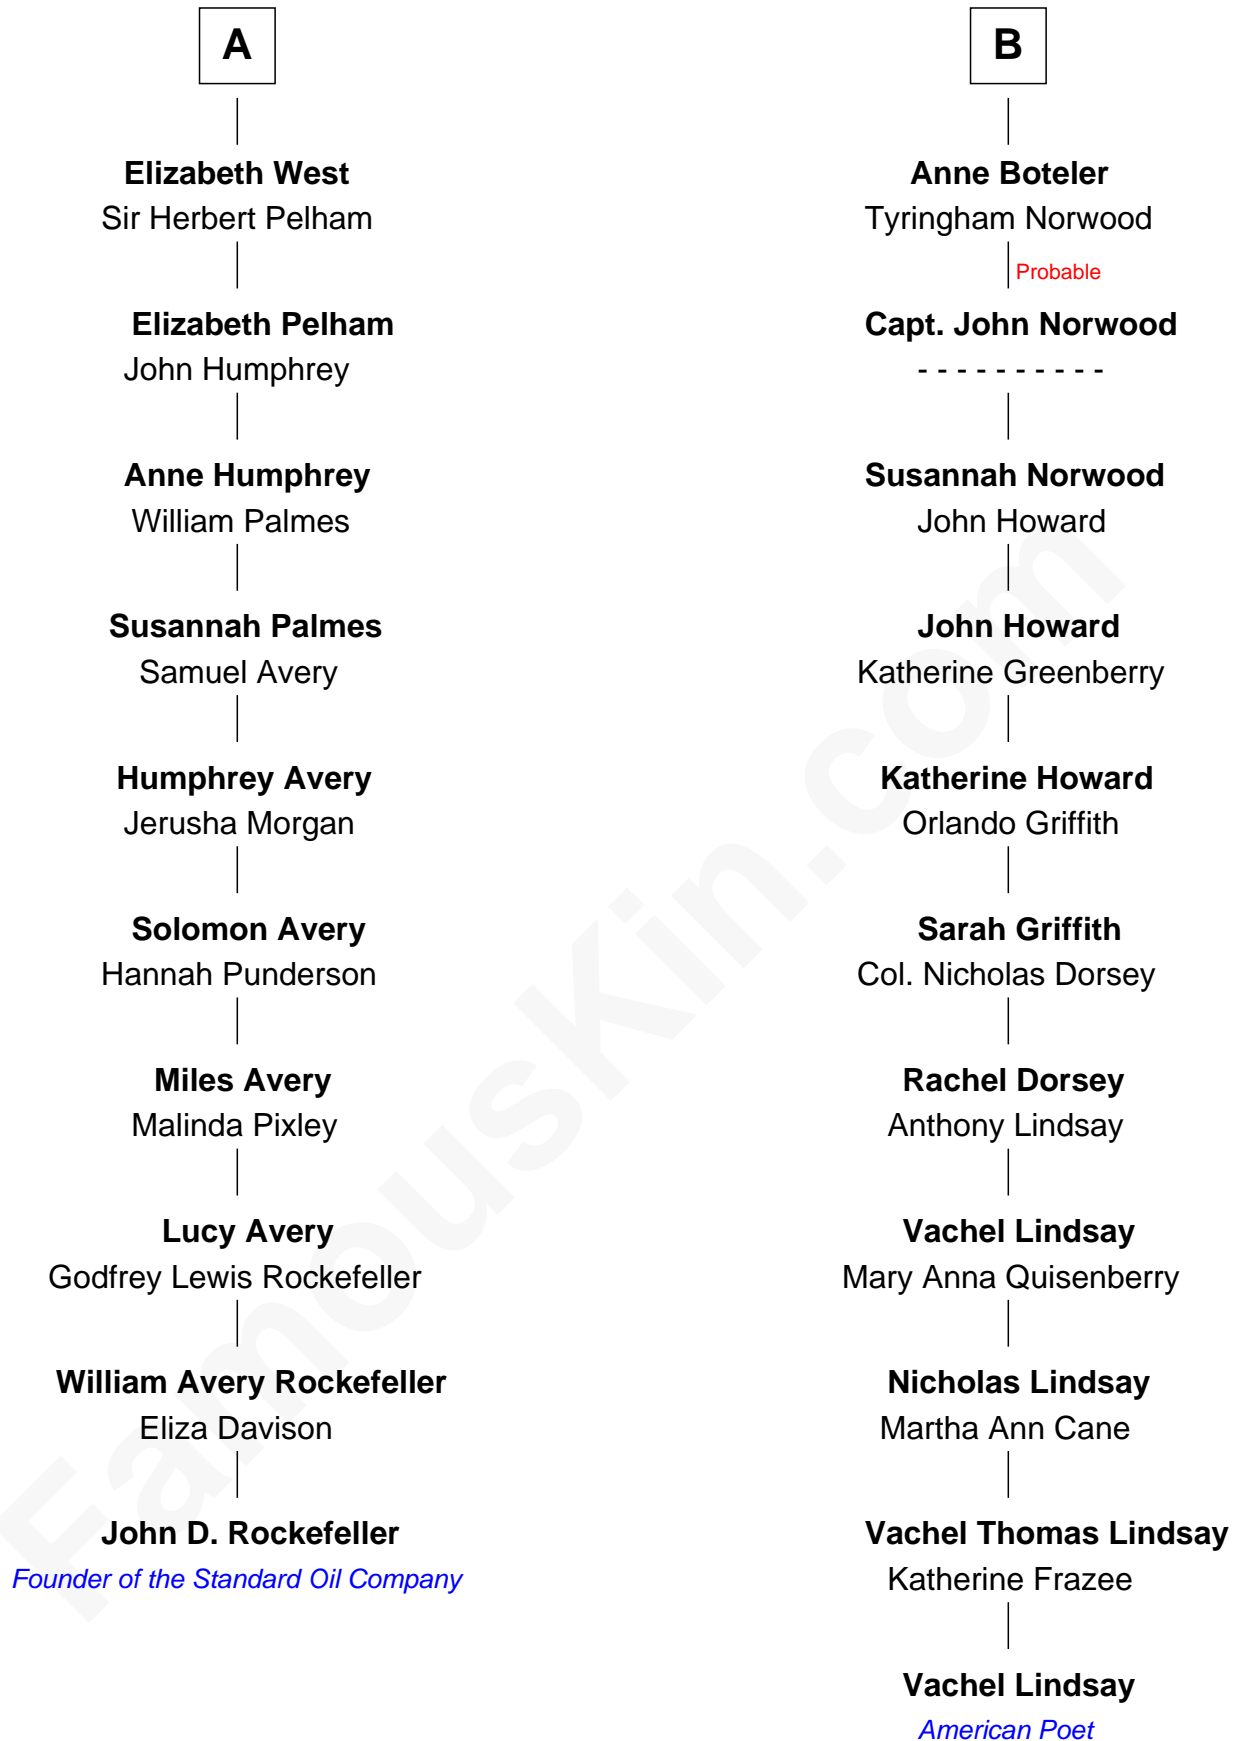 A
Elizabeth West
Sir Herbert Pelham
Elizabeth Pelham
John Humphrey
Anne Humphrey
William Palmes
Susannah Palmes
Samuel Avery
Humphrey Avery
Jerusha Morgan
Solomon Avery
Hannah Punderson
Miles Avery
Malinda Pixley
Lucy Avery
Godfrey Lewis Rockefeller
William Avery Rockefeller
Eliza Davison
John D. Rockefeller
Founder of the Standard Oil Company
B
Anne Boteler
Tyringham Norwood
Probable
Capt. John Norwood
- - - - - - - - - -
Susannah Norwood
John Howard
John Howard
Katherine Greenberry
Katherine Howard
Orlando Griffith
Sarah Griffith
Col. Nicholas Dorsey
Rachel Dorsey
Anthony Lindsay
Vachel Lindsay
Mary Anna Quisenberry
Nicholas Lindsay
Martha Ann Cane
Vachel Thomas Lindsay
Katherine Frazee
Vachel Lindsay
American Poet
FamousKin.com